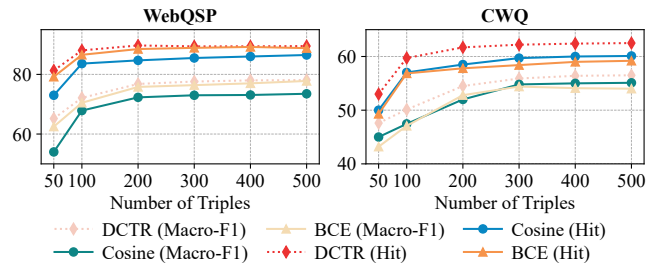 WebQSP
CWQ
80
60
50 100 200 300 400 500
Number of Triples
60
50
40
50 100 200 300 400 500
Number of Triples
DCTR (Macro-F1) BCE (Macro-F1) Cosine (Hit)
Cosine (Macro-F1) DCTR (Hit) BCE (Hit)